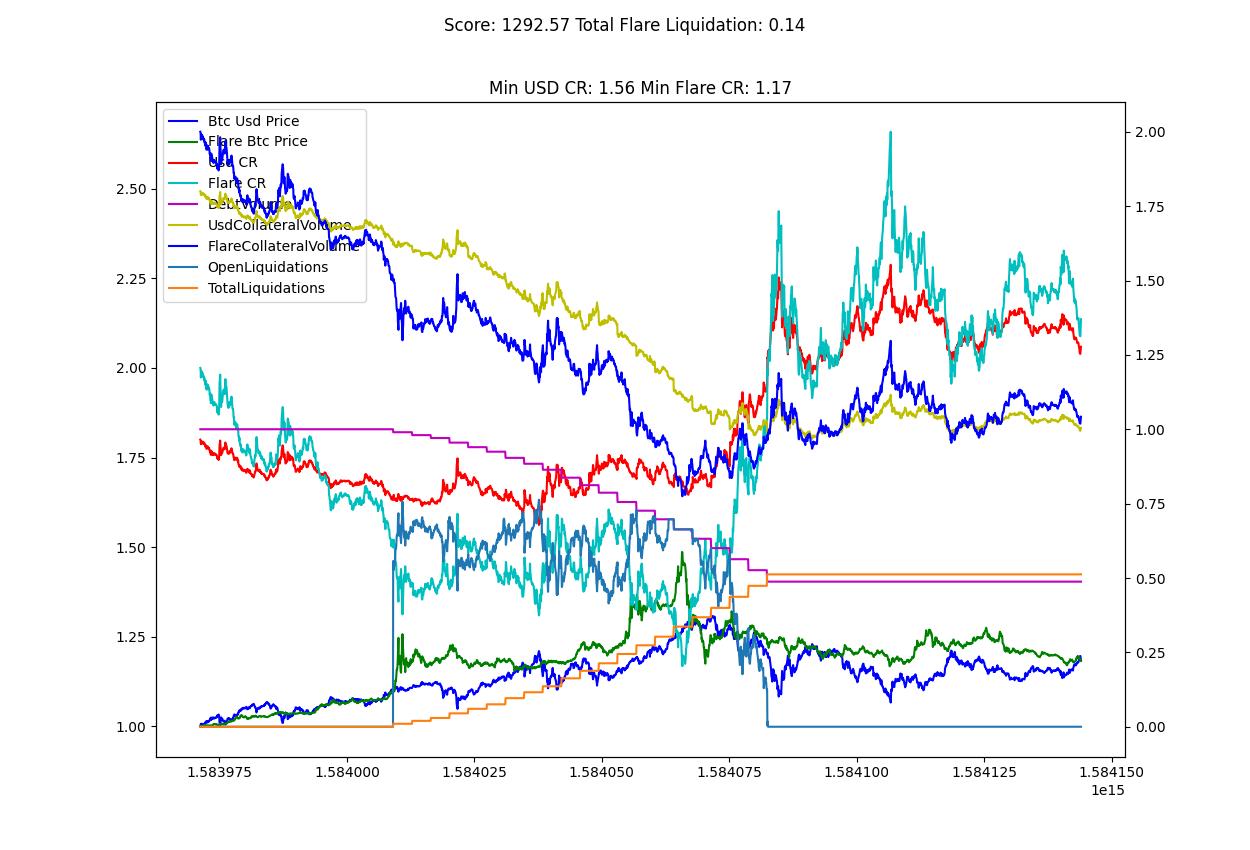 Score: 1292.57 Total Flare Liquidation: 0.14
Min USD CR: 1.56 Min Flare CR: 1.17
Btc Usd Price
Flare Btc Price
Usd CR
Flare CR
DebtVolume
UsdCollateralVolume
FlareCollateralVolume
OpenLiquidations
TotalLiquidations
2.50
2.25
2.00
1.75
1.50
1.25
1.00
2.00
1.75
1.50
1.25
1.00
0.75
0.50
0.25
0.00
1.583975
1.584000
1.584025
1.584050
1.584075
1.584100
1.584125
1.584150
1e15